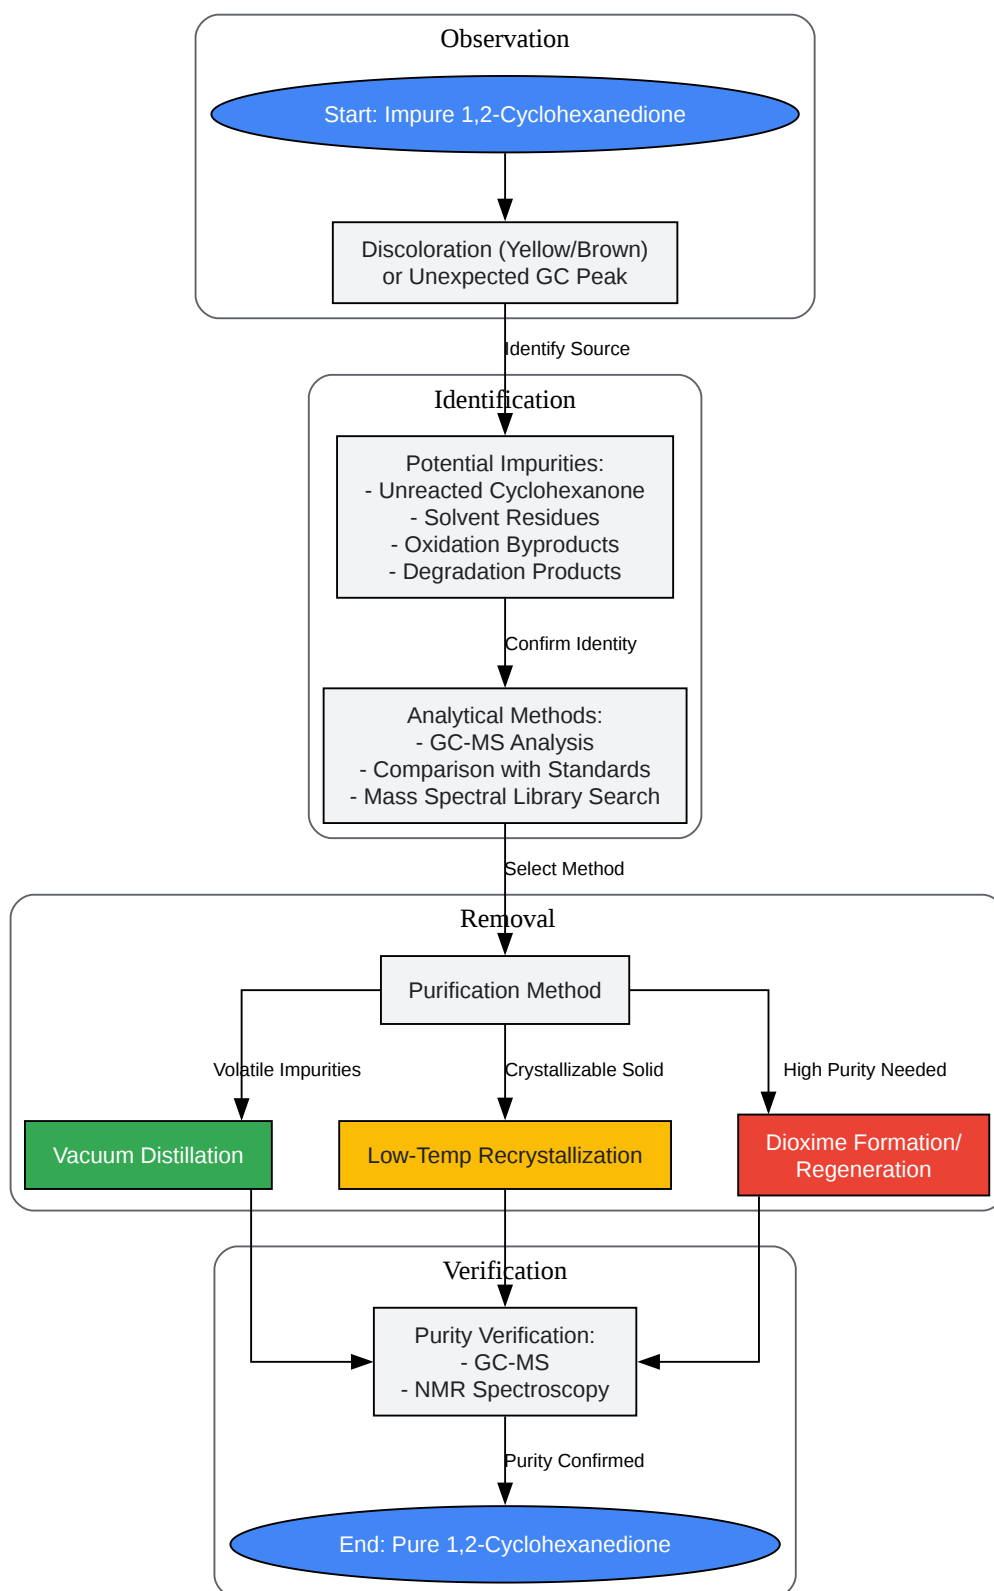 Observation
Start: Impure 1,2-Cyclohexanedione
Discoloration (Yellow/Brown)
or Unexpected GC Peak
Identify Source
Identification
Potential Impurities:
- Unreacted Cyclohexanone
- Solvent Residues
- Oxidation Byproducts
- Degradation Products
Confirm Identity
Analytical Methods:
- GC-MS Analysis
- Comparison with Standards
- Mass Spectral Library Search
Select Method
Removal
Purification Method
Volatile Impurities
Crystallizable Solid
High Purity Needed
Vacuum Distillation
Low-Temp Recrystallization
Dioxime Formation/
Regeneration
Verification
Purity Verification:
- GC-MS
- NMR Spectroscopy
Purity Confirmed
End: Pure 1,2-Cyclohexanedione